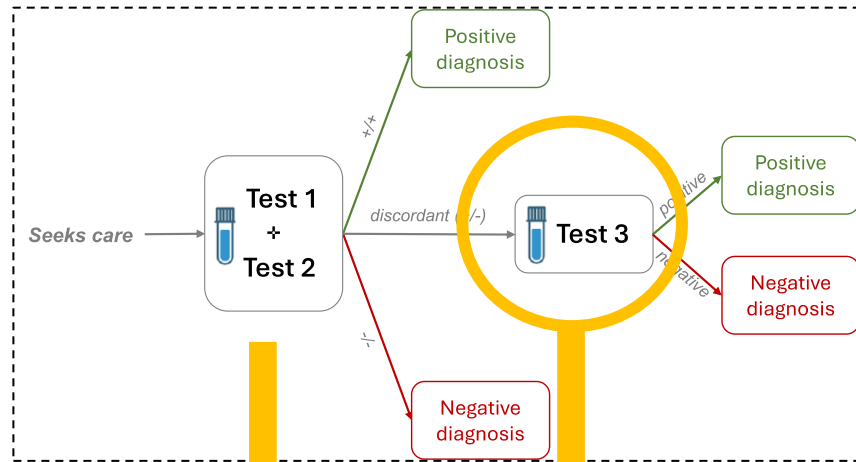 Positive
diagnosis
+/+
Test 1
+
Test 2
Seeks care
discordant (/-)
Test 3
positive
negative
Positive
diagnosis
Negative
diagnosis
-/-
Negative
diagnosis